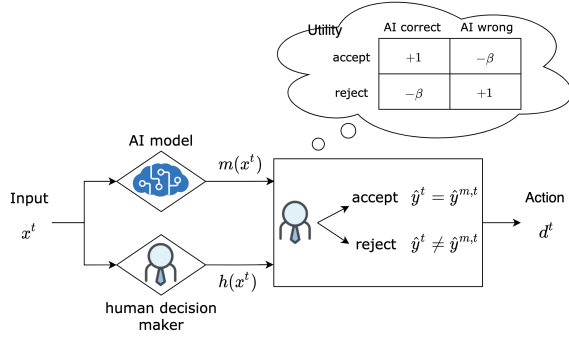 Utility AI correct AI wrong
accept +1 −β
reject −β +1
AI model
m(x^t)
Input
x^t
accept ŷ^t = ŷ^{m,t}
reject ŷ^t ≠ ŷ^{m,t}
Action
d^t
h(x^t)
human decision
maker